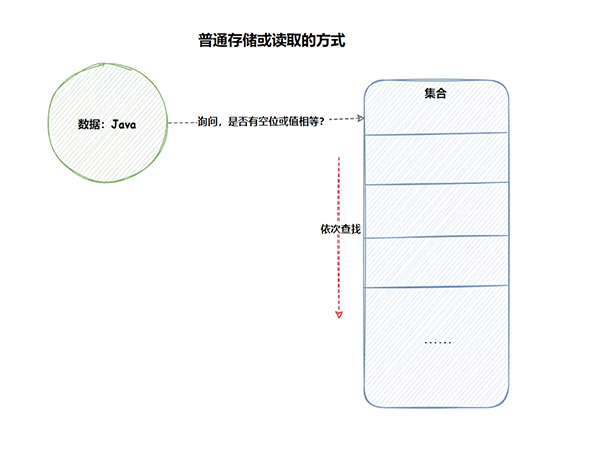 普通存储或读取的方式
集合
数据：Java
询问，是否有空位或值相等？
依次查找
......